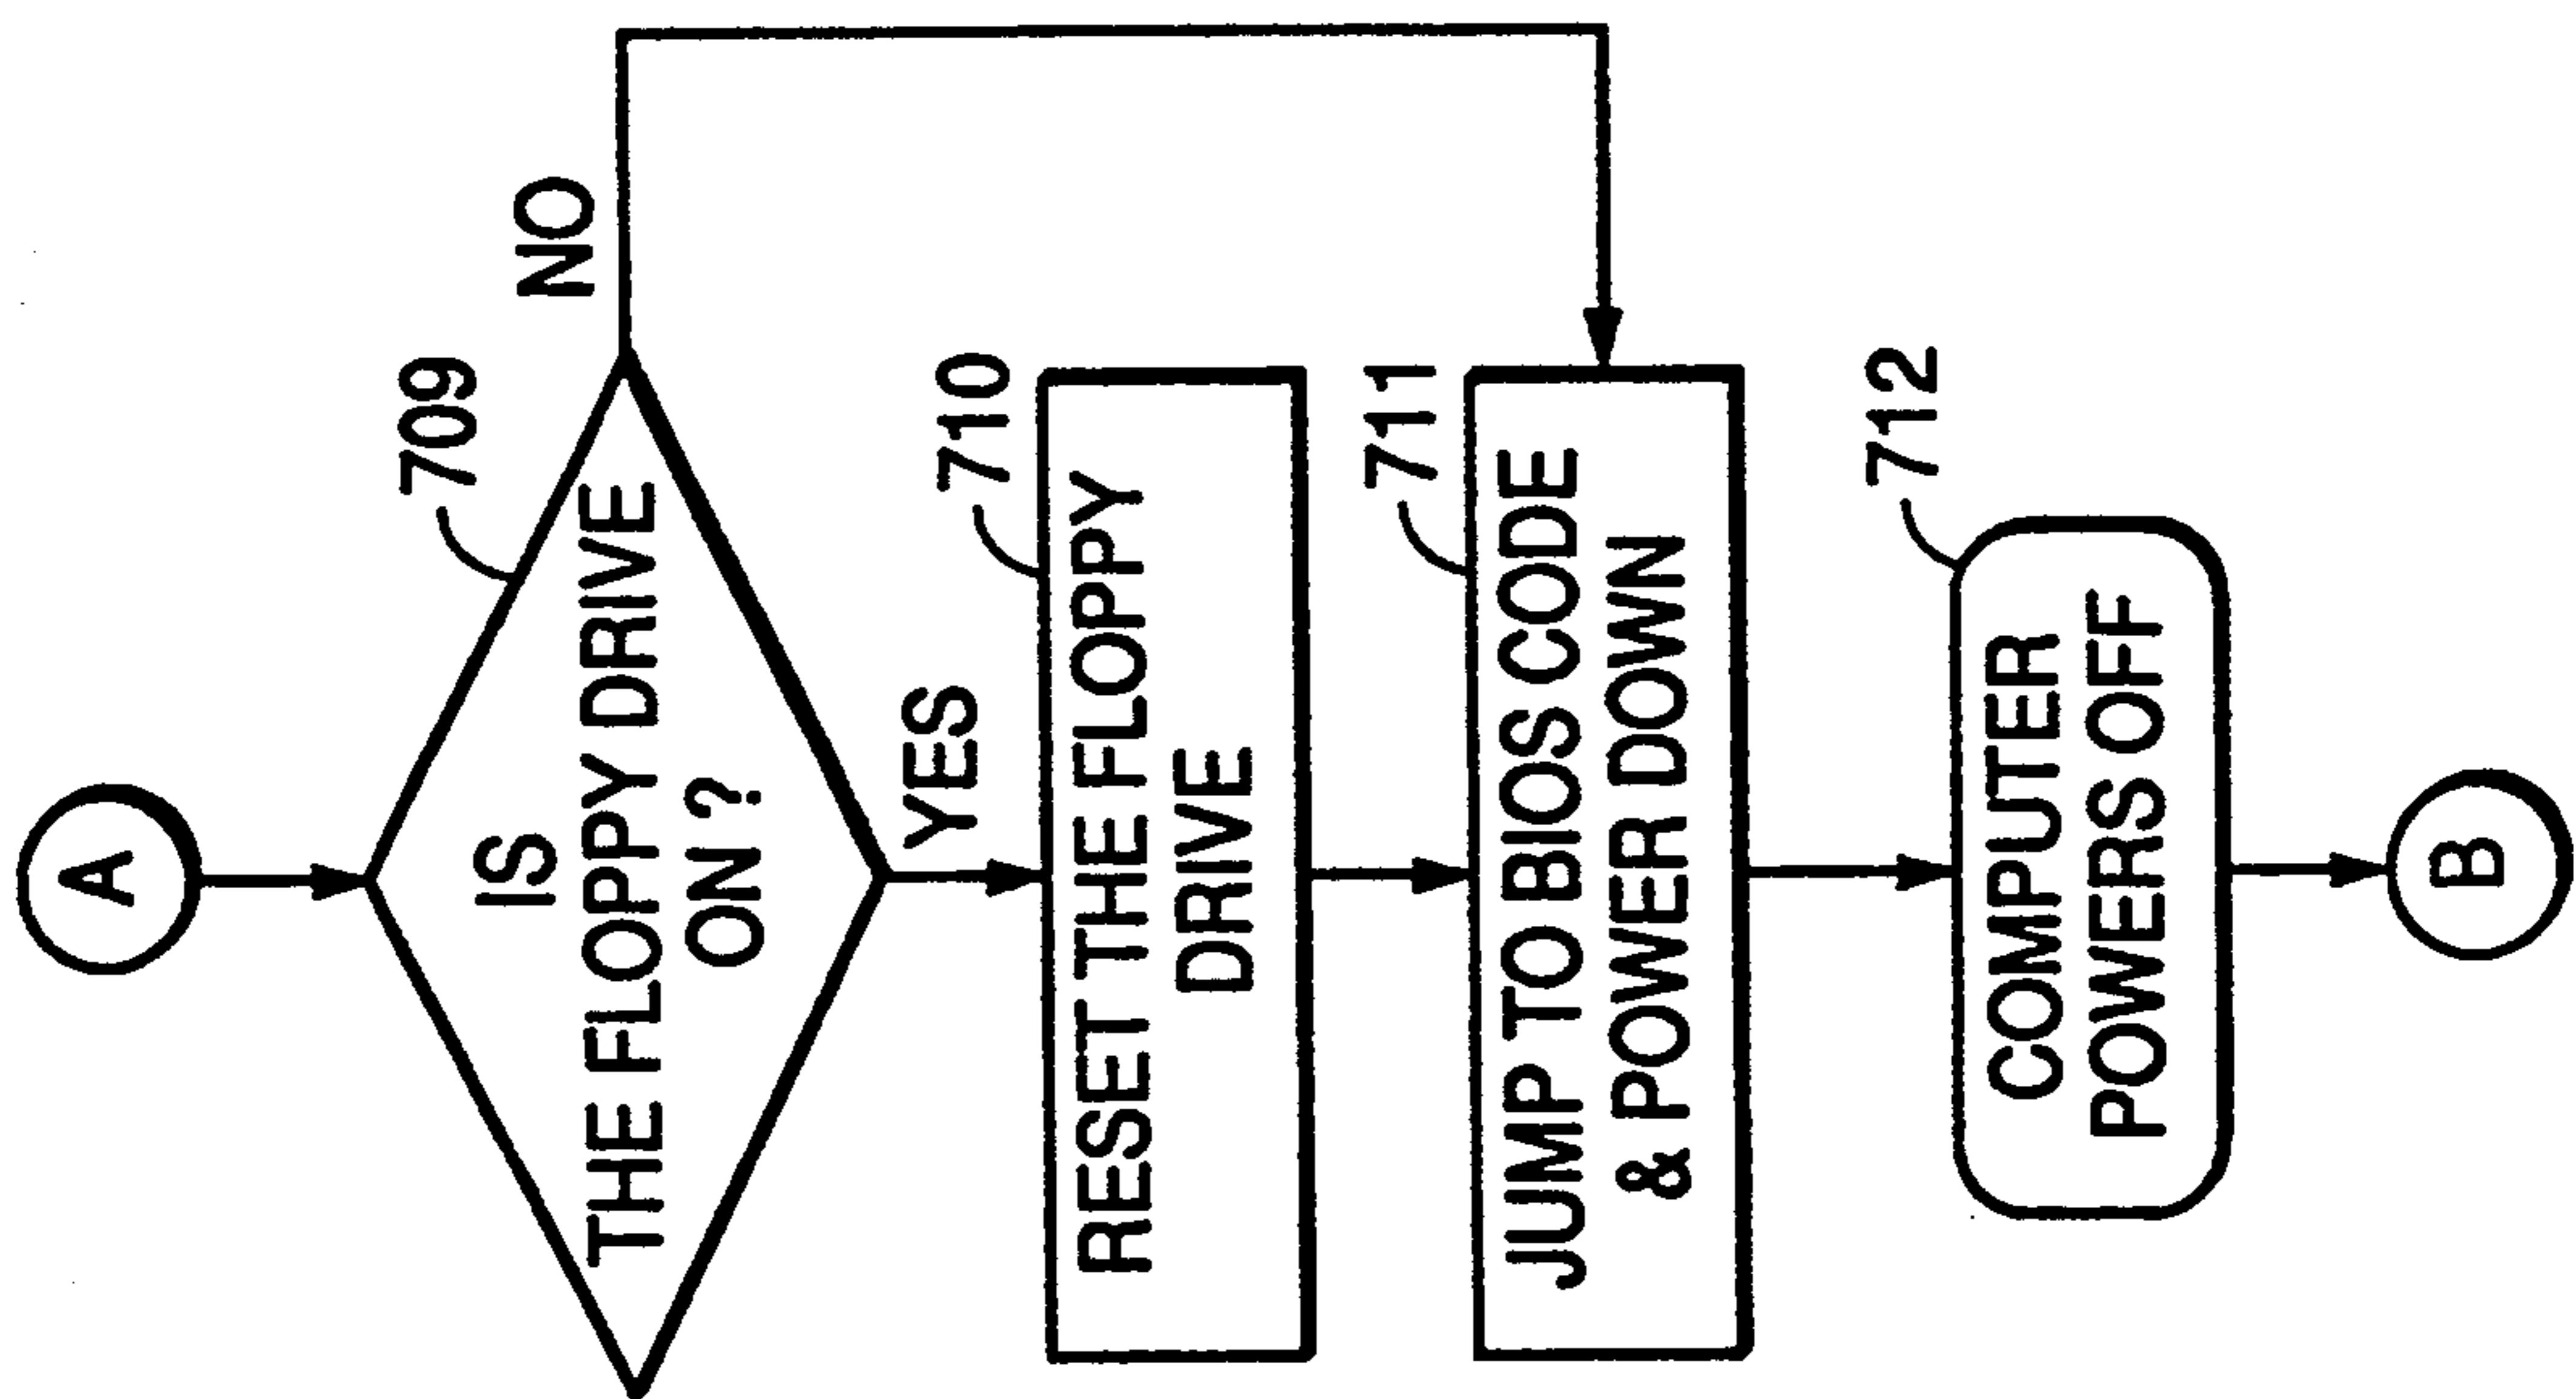 A
709
IS
THE FLOPPY DRIVE
ON ?
NO
YES
710
RESET THE FLOPPY
DRIVE
711
JUMP TO BIOS CODE
& POWER DOWN
712
COMPUTER
POWERS OFF
B